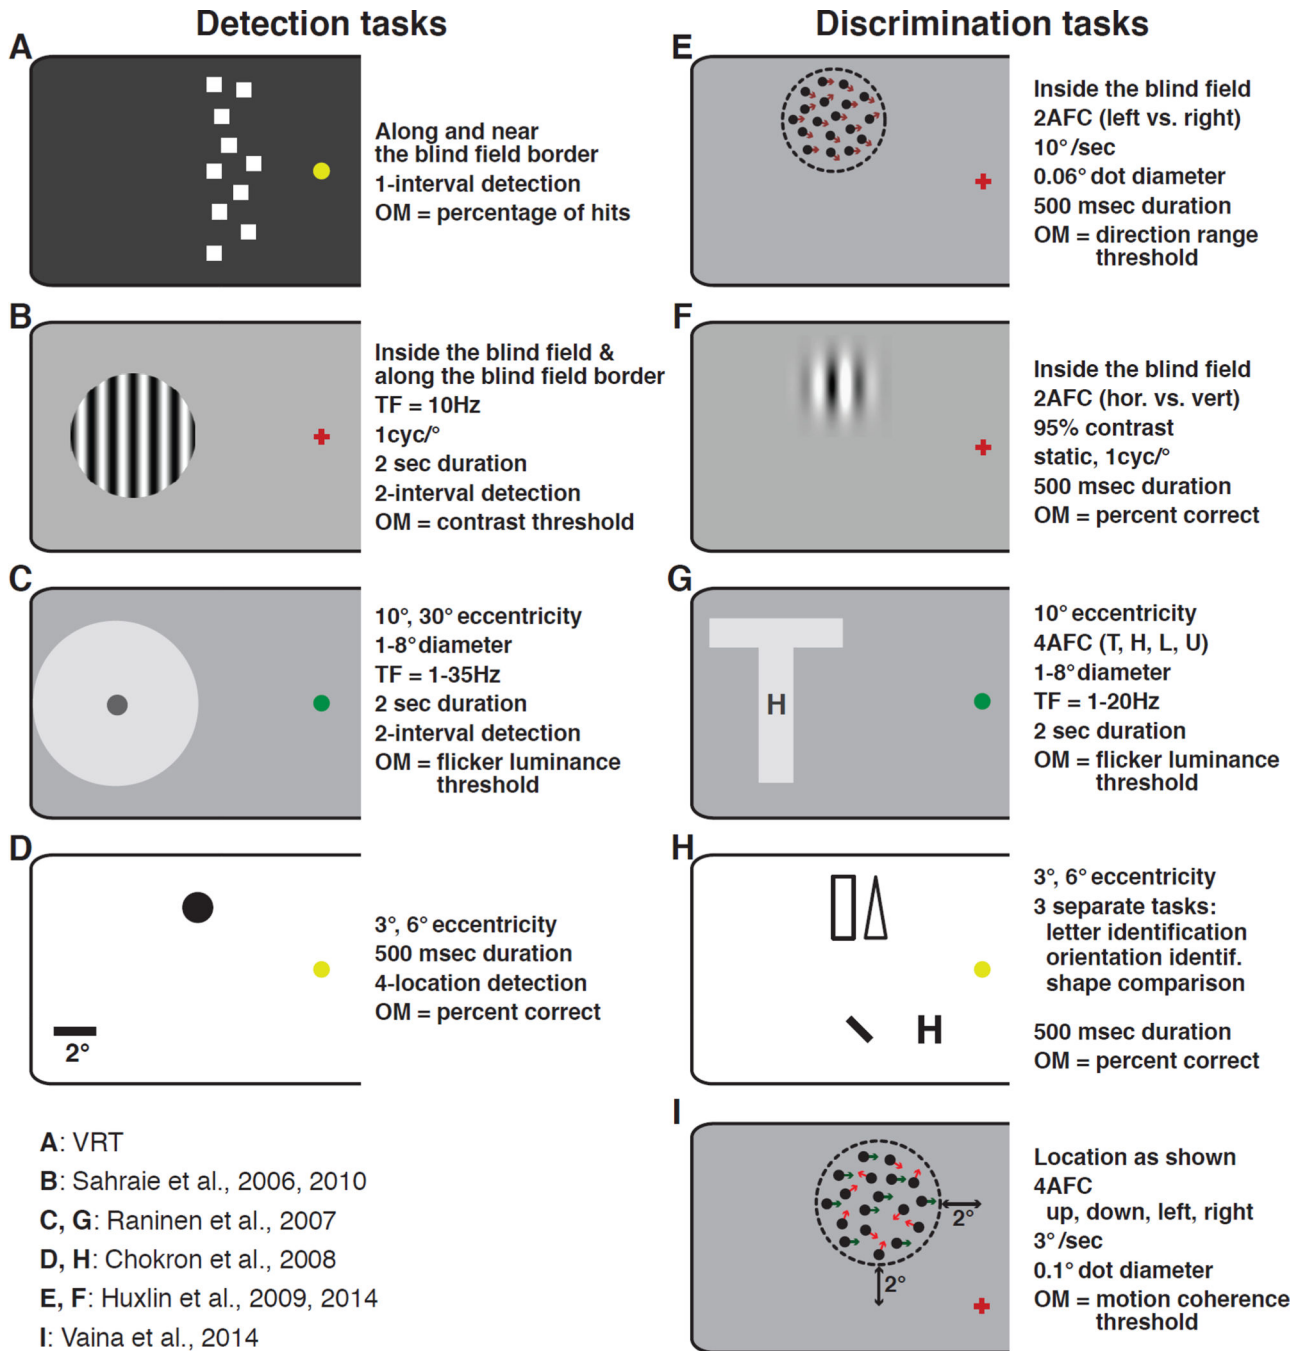 Detection tasks
A
Along and near
the blind field border
1-interval detection
OM = percentage of hits
B
Inside the blind field &
along the blind field border
TF = 10Hz
1cyc/°
2 sec duration
2-interval detection
OM = contrast threshold
C
10°, 30° eccentricity
1-8° diameter
TF = 1-35Hz
2 sec duration
2-interval detection
OM = flicker luminance
threshold
D
2°
3°, 6° eccentricity
500 msec duration
4-location detection
OM = percent correct
A: VRT
B: Sahraie et al., 2006, 2010
C, G: Raninen et al., 2007
D, H: Chokron et al., 2008
E, F: Huxlin et al., 2009, 2014
I: Vaina et al., 2014
Discrimination tasks
E
Inside the blind field
2AFC (left vs. right)
10°/sec
0.06° dot diameter
500 msec duration
OM = direction range
threshold
F
Inside the blind field
2AFC (hor. vs. vert)
95% contrast
static, 1cyc/°
500 msec duration
OM = percent correct
G
T
H
10° eccentricity
4AFC (T, H, L, U)
1-8° diameter
TF = 1-20Hz
2 sec duration
OM = flicker luminance
threshold
H
H
3°, 6° eccentricity
3 separate tasks:
letter identification
orientation identif.
shape comparison
500 msec duration
OM = percent correct
I
2°
2°
Location as shown
4AFC
up, down, left, right
3°/sec
0.1° dot diameter
OM = motion coherence
threshold